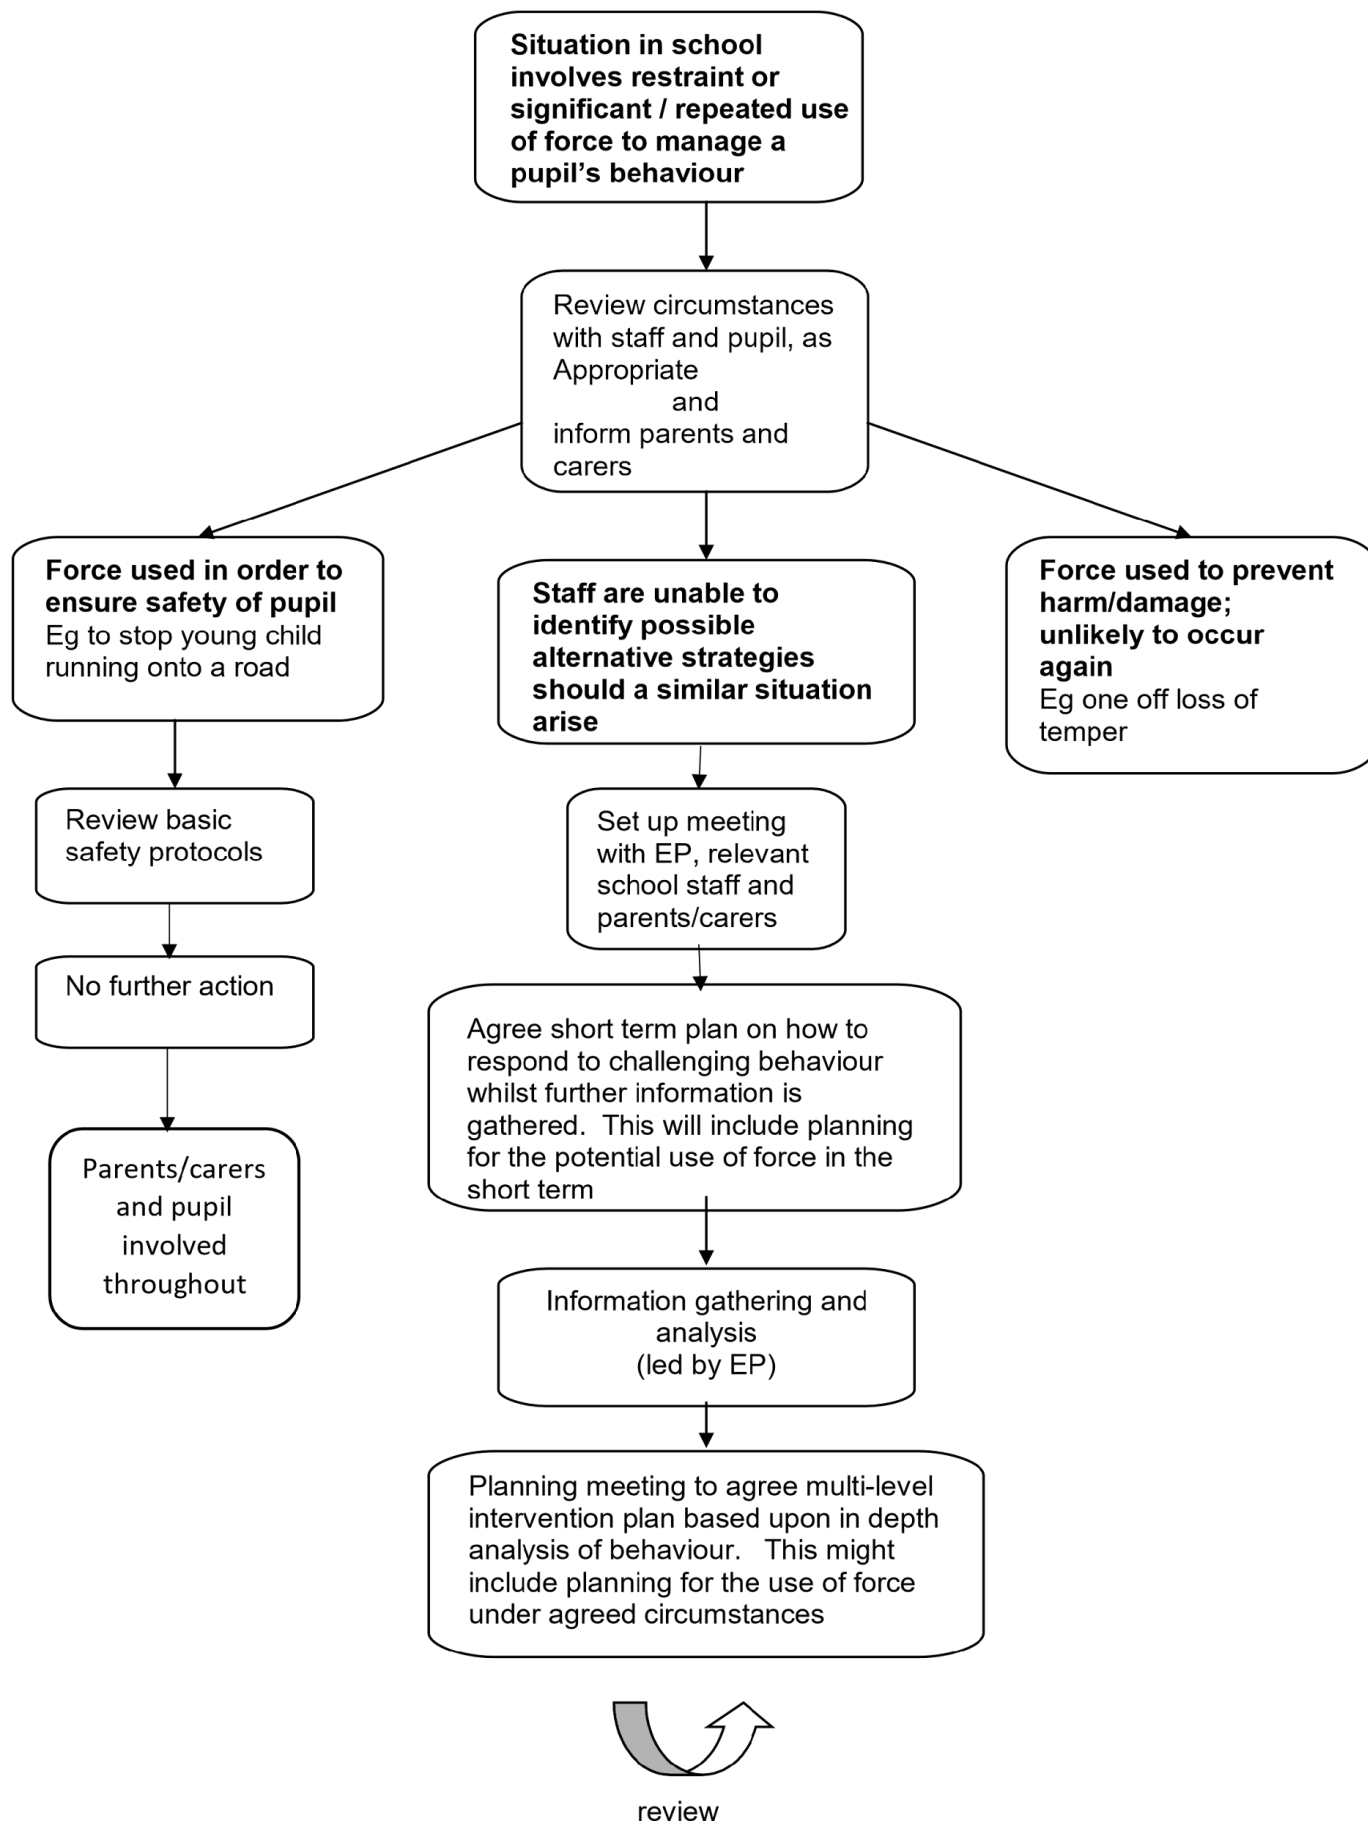 Situation in school
involves restraint or
significant / repeated use
of force to manage a
pupil’s behaviour
Review circumstances
with staff and pupil, as
Appropriate
and
inform parents and
carers
Force used in order to
ensure safety of pupil
Eg to stop young child
running onto a road
Staff are unable to
identify possible
alternative strategies
should a similar situation
arise
Force used to prevent
harm/damage;
unlikely to occur
again
Eg one off loss of
temper
Review basic
safety protocols
No further action
Parents/carers
and pupil
involved
throughout
Set up meeting
with EP, relevant
school staff and
parents/carers
Agree short term plan on how to
respond to challenging behaviour
whilst further information is
gathered.  This will include planning
for the potential use of force in the
short term
Information gathering and
analysis
(led by EP)
Planning meeting to agree multi-level
intervention plan based upon in depth
analysis of behaviour.   This might
include planning for the use of force
under agreed circumstances
review